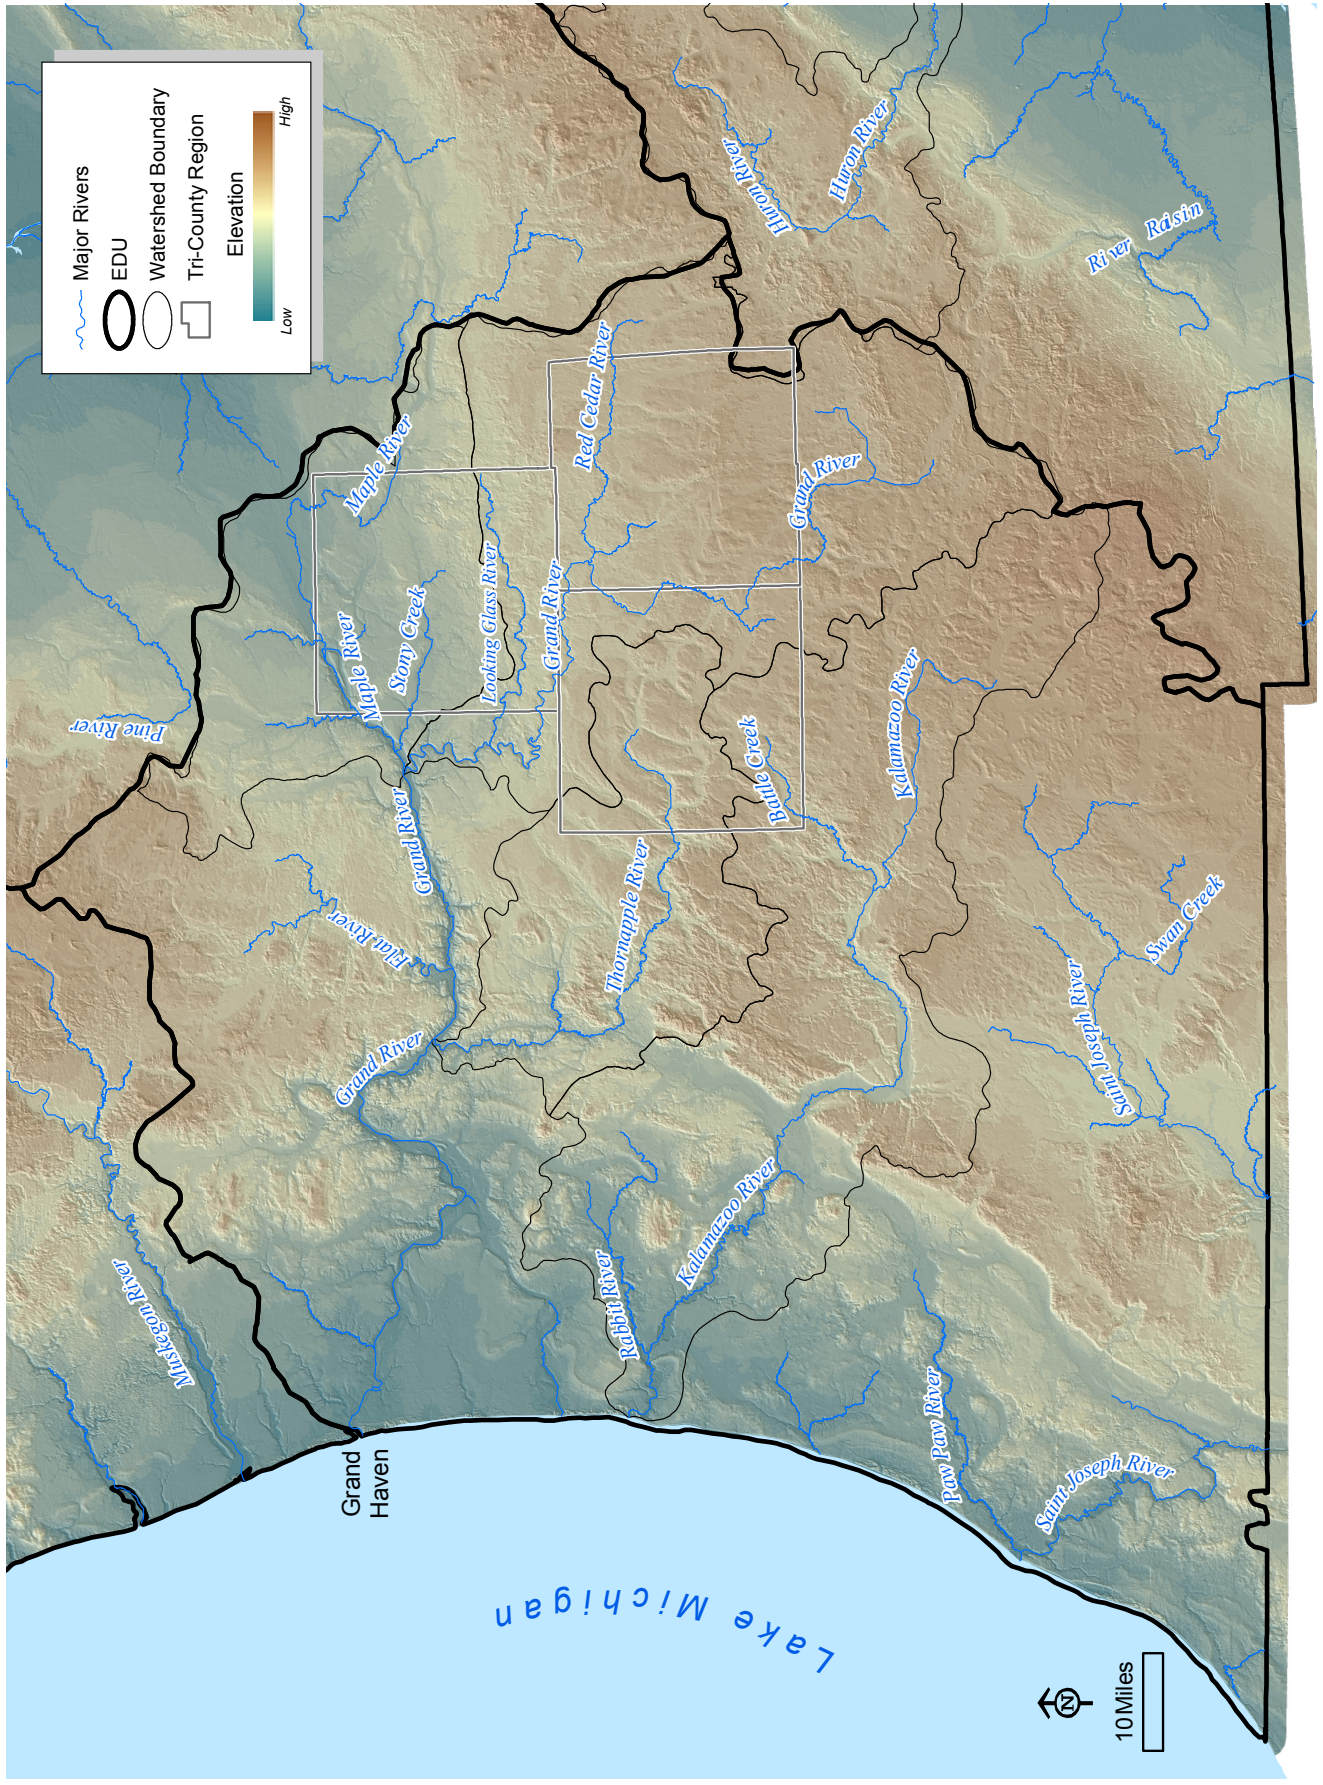 Major Rivers
EDU
Watershed Boundary
Tri-County Region
Elevation
Low
High
Pine River
Maple River
Maple River
Stony Creek
Looking Glass River
Grand River
Red Cedar River
Grand River
Huron River
Huron River
River Raisin
Muskegon River
Flat River
Grand River
Grand River
Thornapple River
Battle Creek
Kalamazoo River
Rabbit River
Kalamazoo River
Saint Joseph River
Swan Creek
Paw Paw River
Saint Joseph River
Grand
Haven
Lake Michigan
N
10 Miles